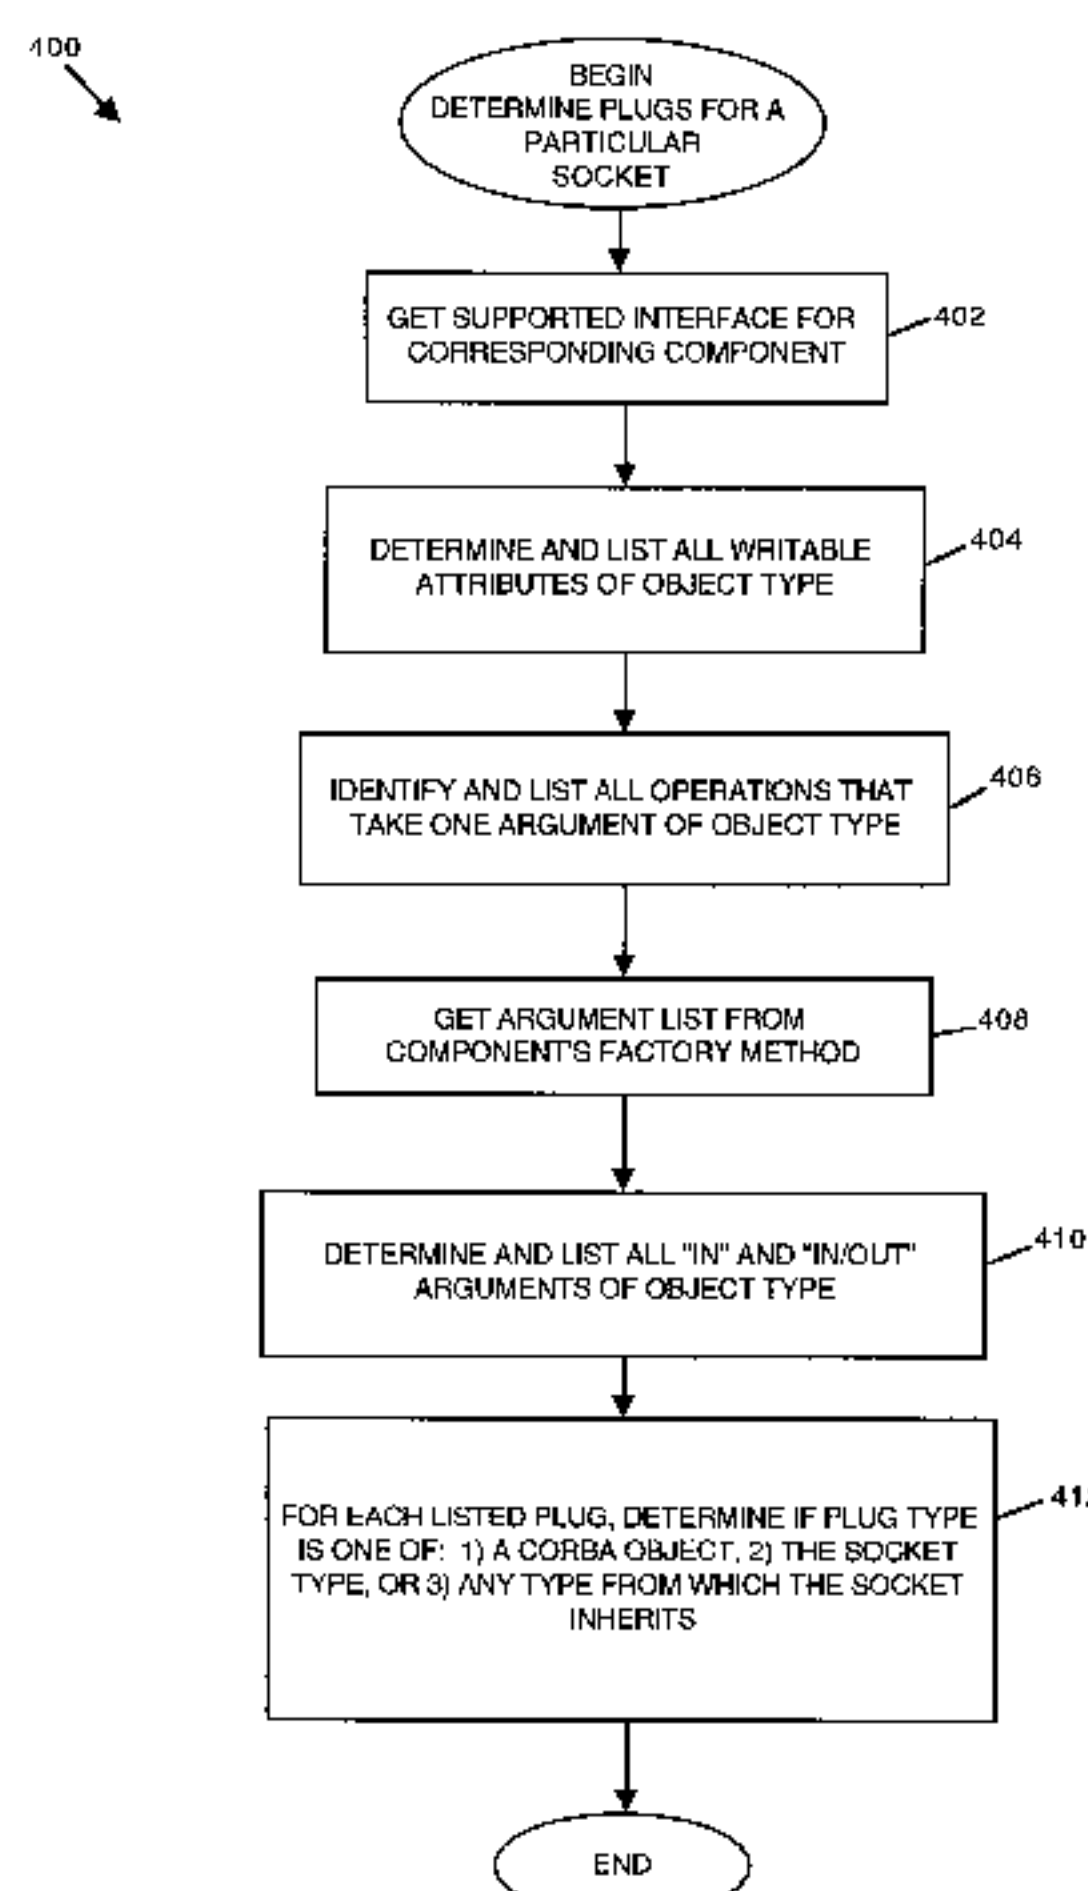 400
BEGIN
DETERMINE PLUGS FOR A
PARTICULAR
SOCKET
GET SUPPORTED INTERFACE FOR
CORRESPONDING COMPONENT
402
DETERMINE AND LIST ALL WRITABLE
ATTRIBUTES OF OBJECT TYPE
404
IDENTIFY AND LIST ALL OPERATIONS THAT
TAKE ONE ARGUMENT OF OBJECT TYPE
406
GET ARGUMENT LIST FROM
COMPONENT'S FACTORY METHOD
408
DETERMINE AND LIST ALL "IN" AND "IN/OUT"
ARGUMENTS OF OBJECT TYPE
410
FOR EACH LISTED PLUG, DETERMINE IF PLUG TYPE
IS ONE OF: 1) A CORBA OBJECT, 2) THE SOCKET
TYPE, OR 3) ANY TYPE FROM WHICH THE SOCKET
INHERITS
END